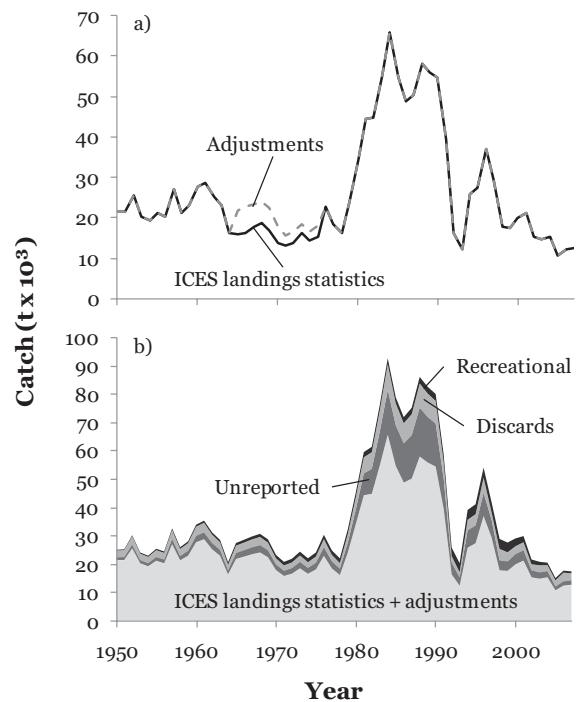 70
a)
60
50
40
Adjustments
30
20
10
ICES landings statistics
0
Catch (t x 10³)
100
b)
90
Recreational
80
Discards
70
60
50
Unreported
40
30
20
10
ICES landings statistics + adjustments
0
1950 1960 1970 1980 1990 2000
Year